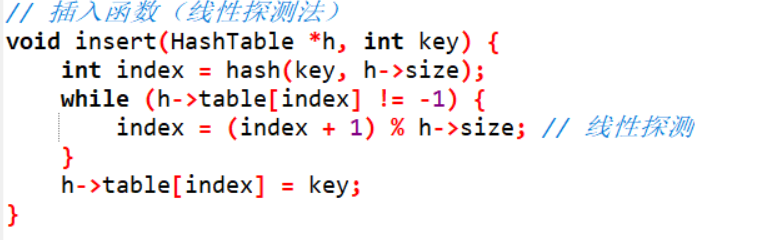 // 插入函数（线性探测法）
void insert(HashTable *h, int key) {
    int index = hash(key, h->size);
    while (h->table[index] != -1) {
        index = (index + 1) % h->size; // 线性探测
    }
    h->table[index] = key;
}